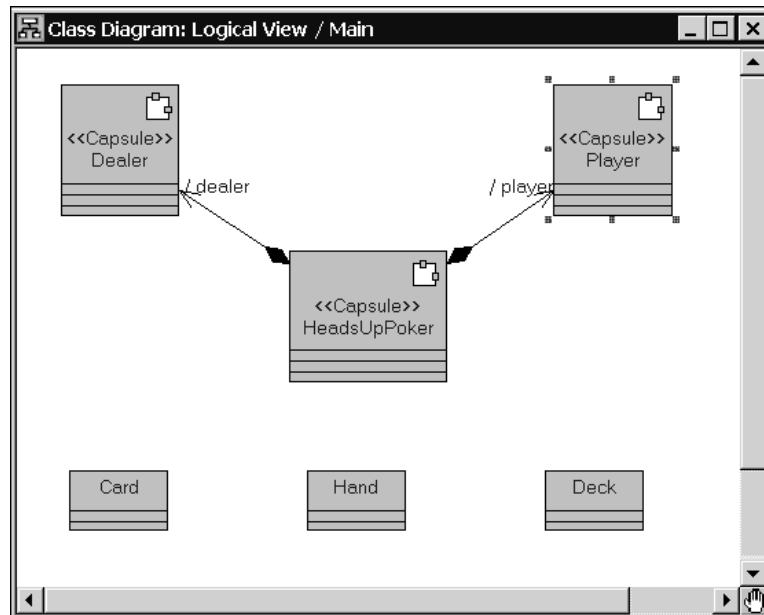 Class Diagram: Logical View / Main
<<Capsule>>
Dealer
<<Capsule>>
Player
/ dealer
/ player
<<Capsule>>
HeadsUpPoker
Card
Hand
Deck